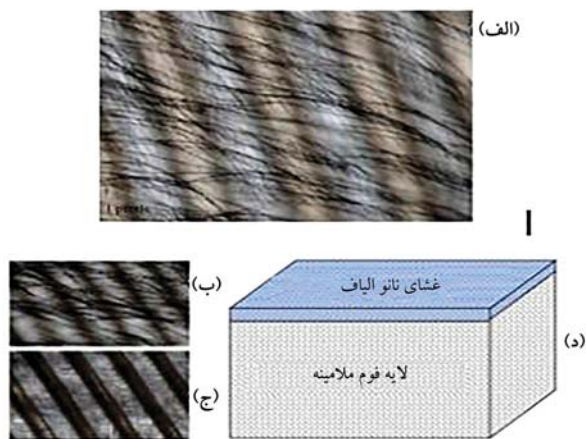 (الف)
(ب)
(ج)
(د)
غشای نانو الیاف
لایه فوم ملامینه